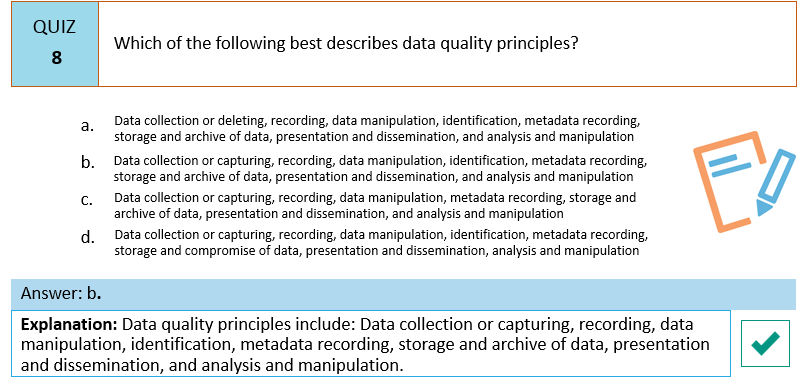 QUIZ
8
Which of the following best describes data quality principles?
a. Data collection or deleting, recording, data manipulation, identification, metadata recording,
storage and archive of data, presentation and dissemination, and analysis and manipulation
b. Data collection or capturing, recording, data manipulation, identification, metadata recording,
storage and archive of data, presentation and dissemination, and analysis and manipulation
c. Data collection or capturing, recording, data manipulation, metadata recording, storage and
archive of data, presentation and dissemination, and analysis and manipulation
d. Data collection or capturing, recording, data manipulation, identification, metadata recording,
storage and compromise of data, presentation and dissemination, analysis and manipulation
Answer: b.
Explanation: Data quality principles include: Data collection or capturing, recording, data
manipulation, identification, metadata recording, storage and archive of data, presentation
and dissemination, and analysis and manipulation.